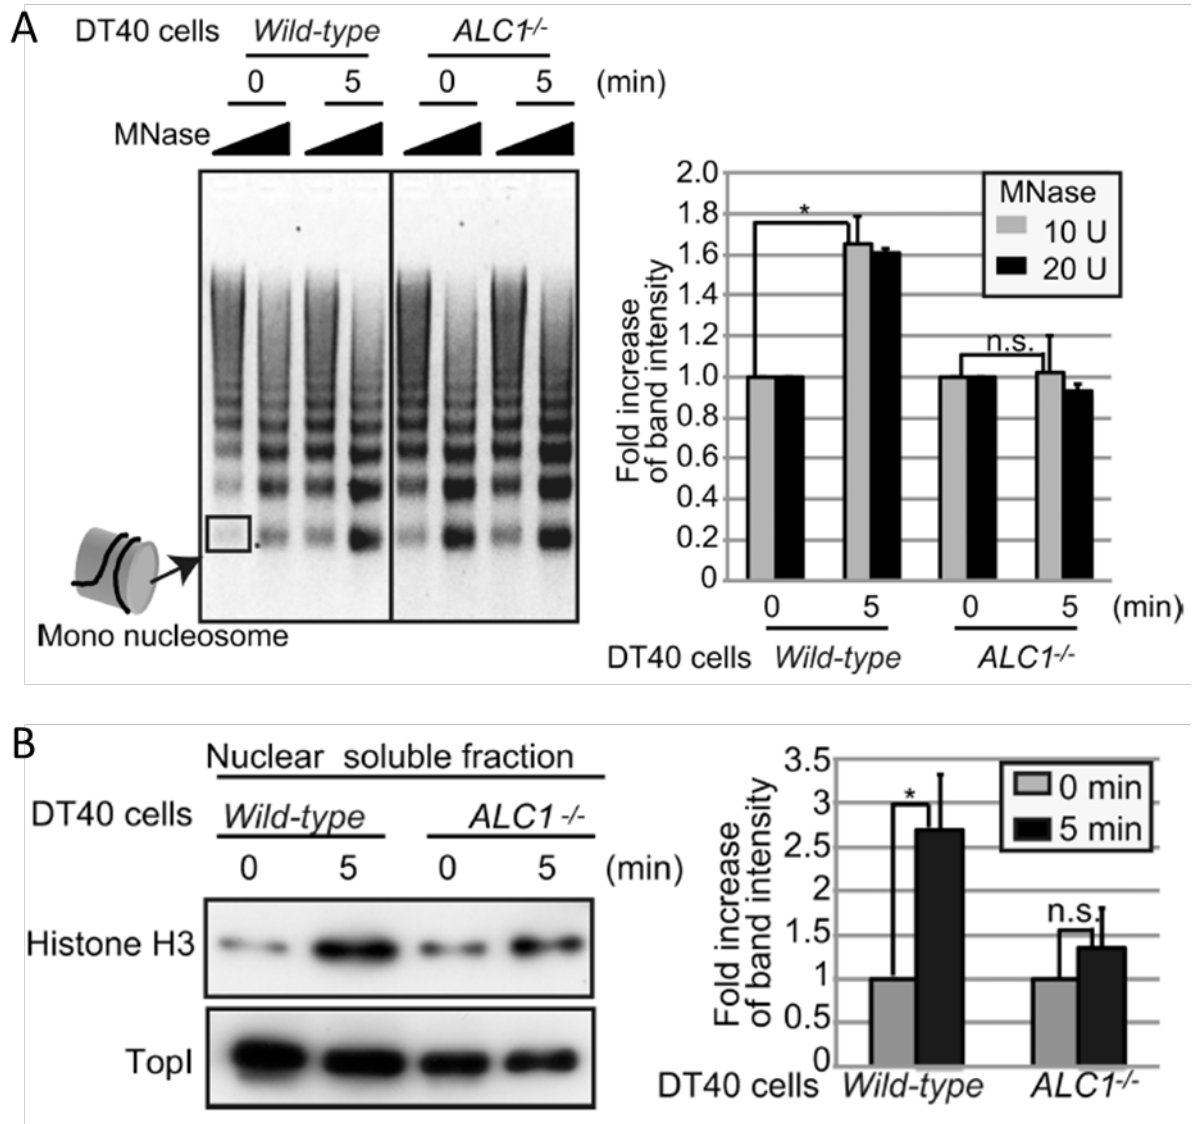 A
DT40 cells Wild-type ALC1-/-
0 5 0 5 (min)
MNase
Mono nucleosome
Fold increase
of band intensity
2.0
1.8
1.6
1.4
1.2
1.0
0.8
0.6
0.4
0.2
0
MNase
10 U
20 U
*
n.s.
0 5 0 5 (min)
DT40 cells Wild-type ALC1-/-
B
Nuclear soluble fraction
DT40 cells Wild-type ALC1 -/-
0 5 0 5 (min)
Histone H3
TopI
Fold increase
of band intensity
3.5
3
2.5
2
1.5
1
0.5
0
0 min
5 min
*
n.s.
DT40 cells Wild-type ALC1-/-